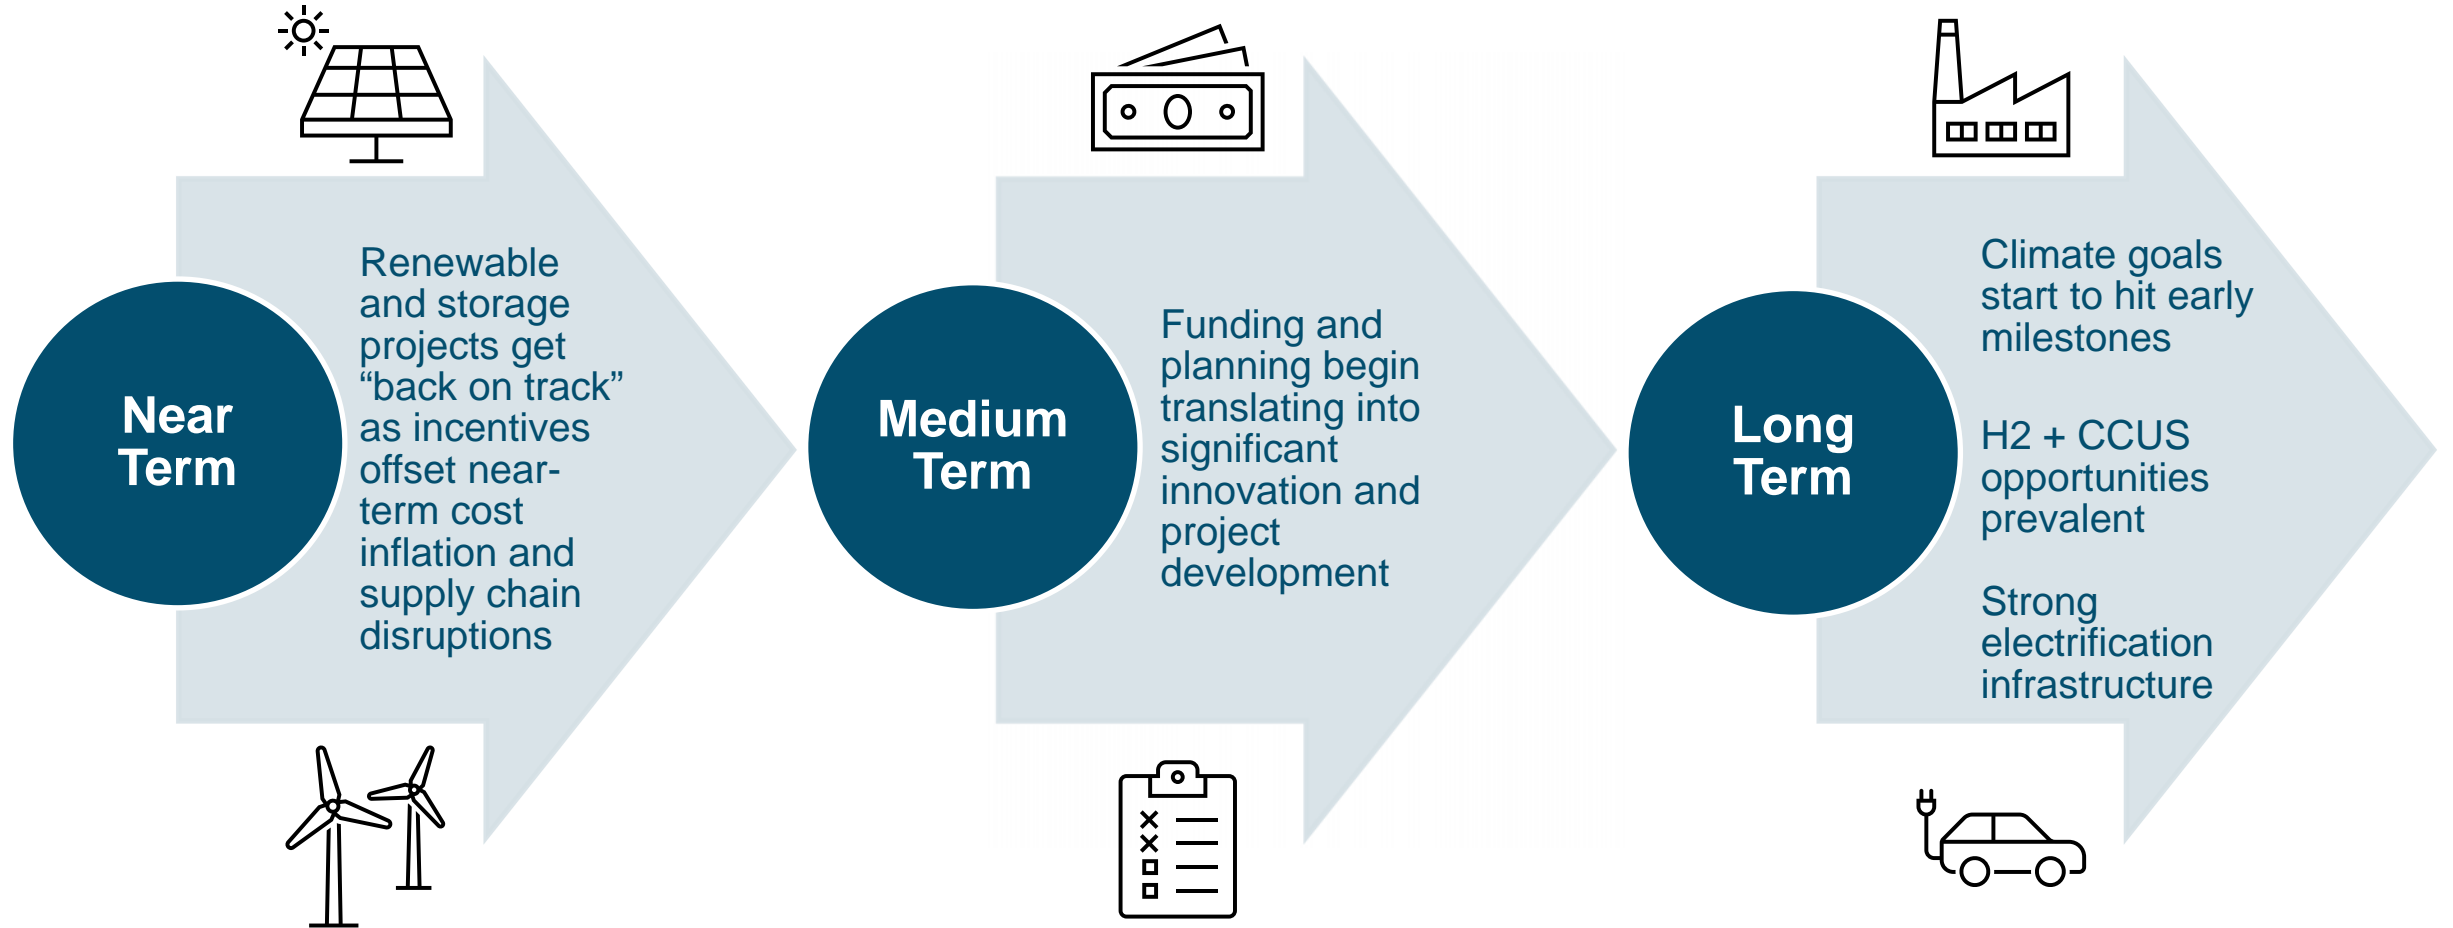 Near
Term
Renewable
and storage
projects get
“back on track”
as incentives
offset near-
term cost
inflation and
supply chain
disruptions
Medium
Term
Funding and
planning begin
translating into
significant
innovation and
project
development
Long
Term
Climate goals
start to hit early
milestones
H2 + CCUS
opportunities
prevalent
Strong
electrification
infrastructure